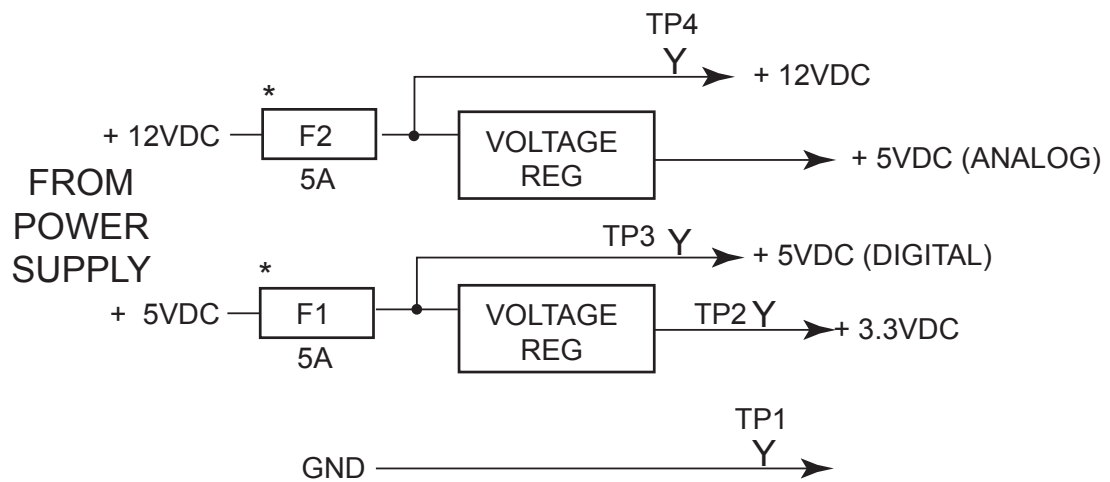 TP4
Y
+ 12VDC
*
+ 12VDC
F2
5A
VOLTAGE
REG
+ 5VDC (ANALOG)
FROM
POWER
SUPPLY
TP3 Y
+ 5VDC (DIGITAL)
*
+ 5VDC
F1
5A
VOLTAGE
REG
TP2 Y
+ 3.3VDC
TP1
Y
GND